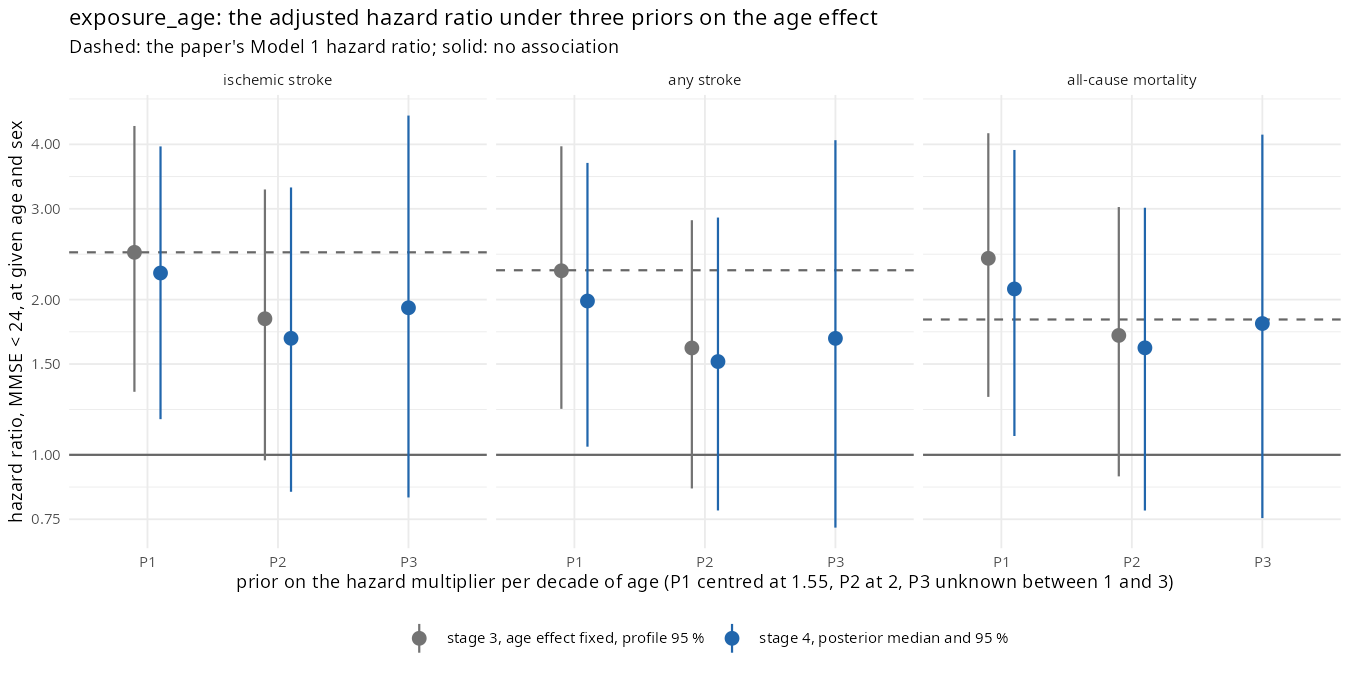 exposure_age: the adjusted hazard ratio under three priors on the age effect
Dashed: the paper's Model 1 hazard ratio; solid: no association
ischemic stroke
any stroke
all-cause mortality
hazard ratio, MMSE < 24, at given age and sex
4.00
3.00
2.00
1.50
1.00
0.75
P1
P2
P3
P1
P2
P3
P1
P2
P3
prior on the hazard multiplier per decade of age (P1 centred at 1.55, P2 at 2, P3 unknown between 1 and 3)
stage 3, age effect fixed, profile 95 %
stage 4, posterior median and 95 %